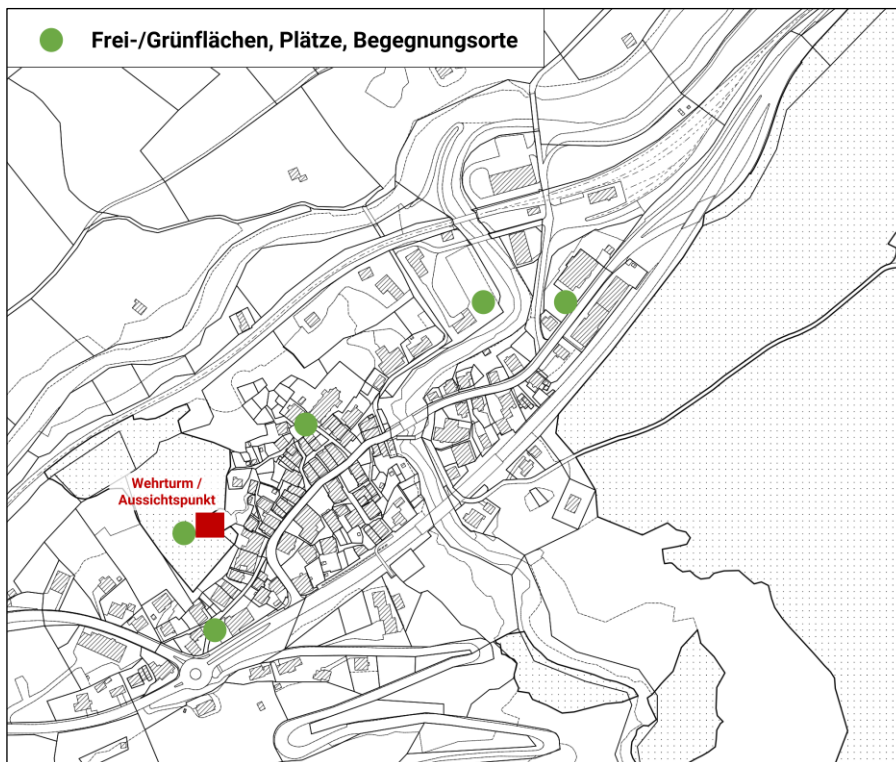 Frei-/Grünflächen, Plätze, Begegnungsorte
Wehrturm /
Aussichtspunkt